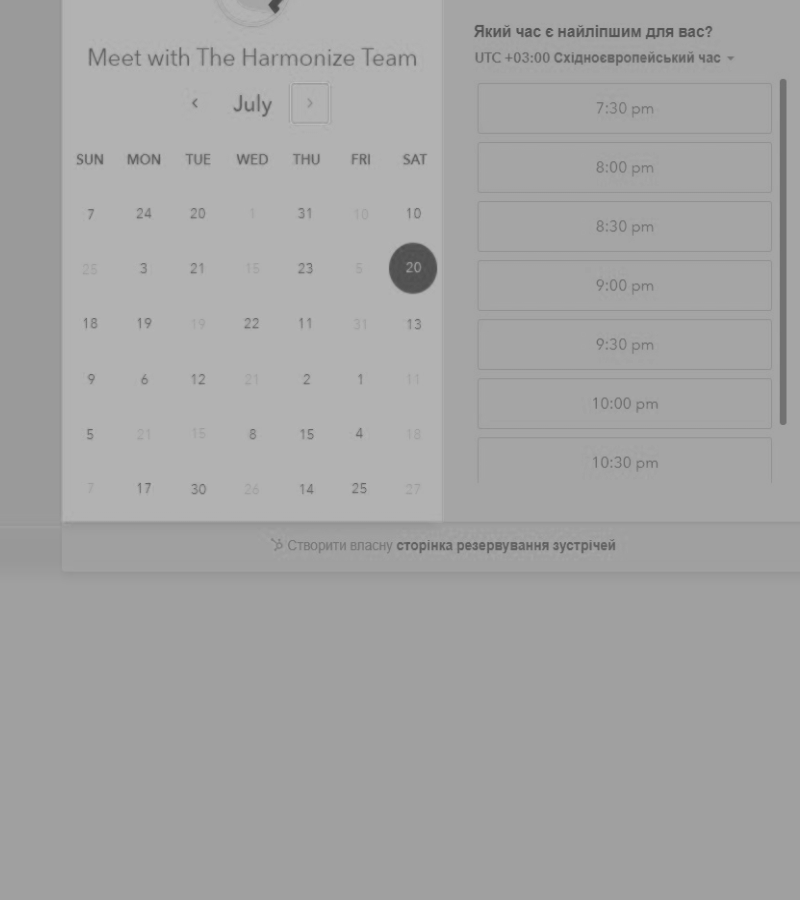 Meet with The Harmonize Team
July
SUN MON TUE WED THU FRI SAT
7 24 20 1 31 10 10
25 3 21 15 23 5 20
18 19 19 22 11 31 13
9 6 12 21 2 1 11
5 21 15 8 15 4 18
7 17 30 26 14 25 27
Який час є найліпшим для вас?
UTC +03:00 Східноєвропейський час
7:30 pm
8:00 pm
8:30 pm
9:00 pm
9:30 pm
10:00 pm
10:30 pm
Створити власну сторінка резервування зустрічей